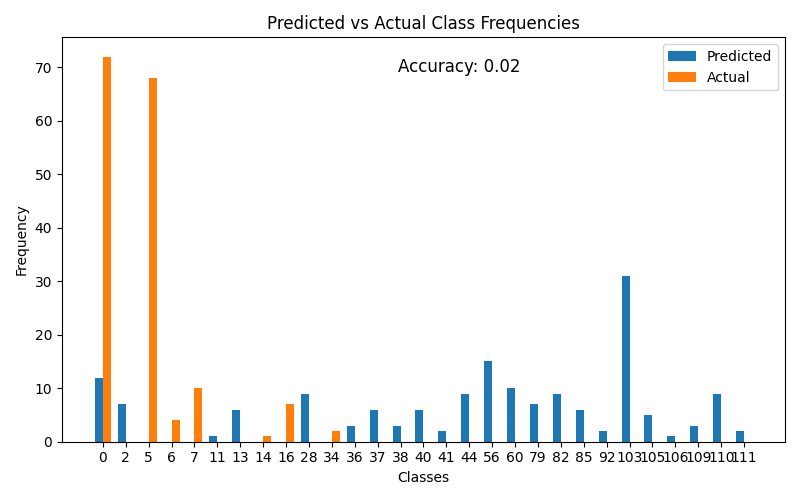 Predicted vs Actual Class Frequencies
Accuracy: 0.02
Predicted
Actual
Frequency
70
60
50
40
30
20
10
0
0 2 5 6 7 11 13 14 16 28 34 36 37 38 40 41 44 56 60 79 82 85 92 103 105 106 109 110 111
Classes